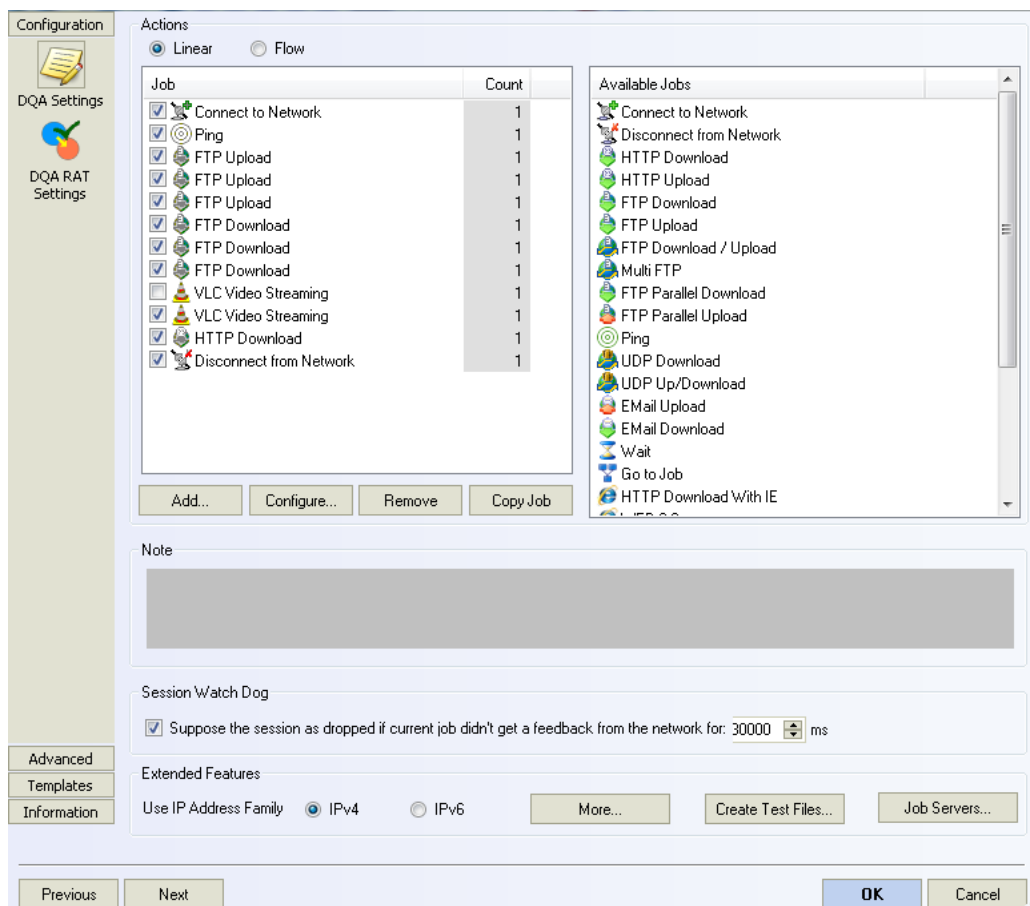 Configuration
DQA Settings
DQA RAT
Settings
Advanced
Templates
Information
Actions
Linear Flow
Job Count
Connect to Network 1
Ping 1
FTP Upload 1
FTP Upload 1
FTP Upload 1
FTP Download 1
FTP Download 1
FTP Download 1
VLC Video Streaming 1
VLC Video Streaming 1
HTTP Download 1
Disconnect from Network 1
Add... Configure... Remove Copy Job
Available Jobs
Connect to Network
Disconnect from Network
HTTP Download
HTTP Upload
FTP Download
FTP Upload
FTP Download / Upload
Multi FTP
FTP Parallel Download
FTP Parallel Upload
Ping
UDP Download
UDP Up/Download
EMail Upload
EMail Download
Wait
Go to Job
HTTP Download With IE
Note
Session Watch Dog
Suppose the session as dropped if current job didn't get a feedback from the network for: 30000 ms
Extended Features
Use IP Address Family IPv4 IPv6 More... Create Test Files... Job Servers...
Previous Next OK Cancel